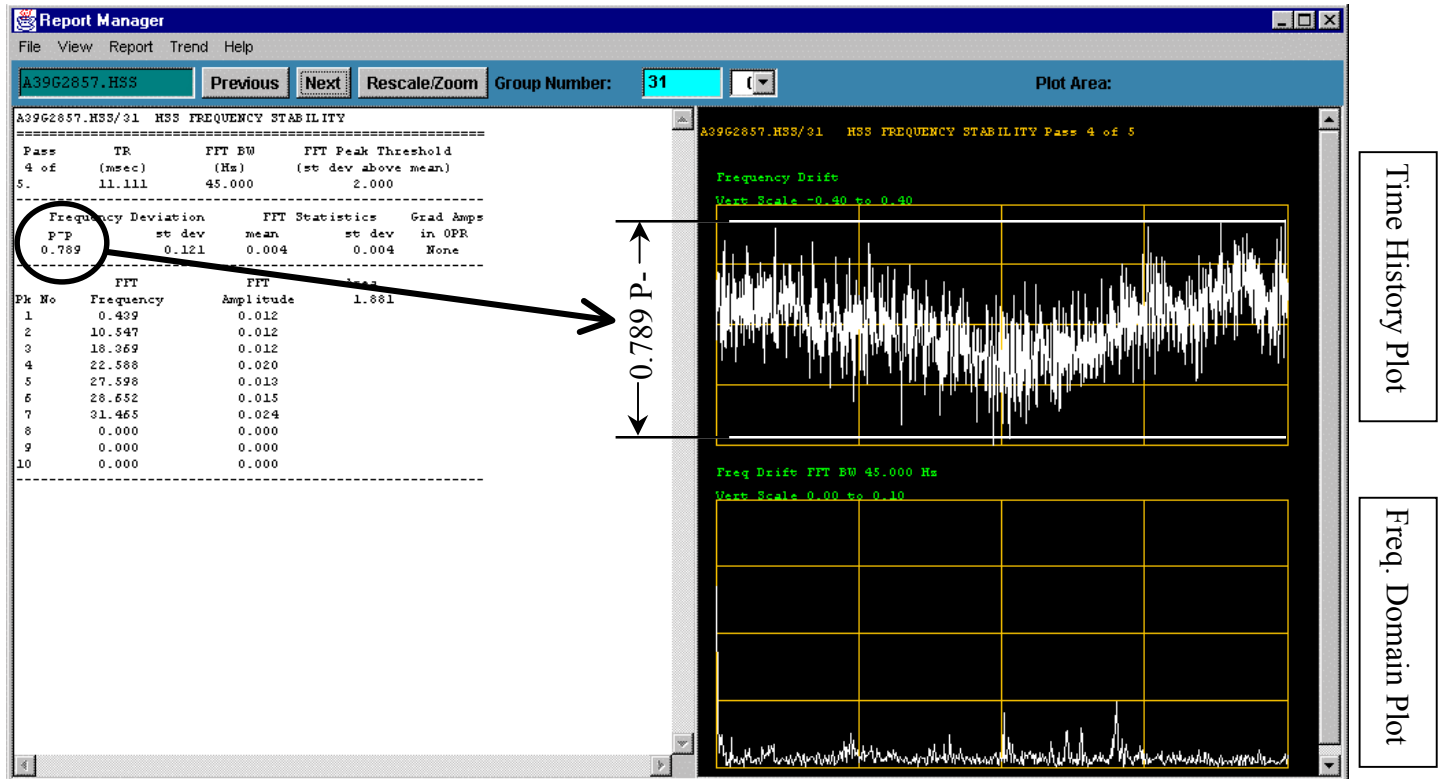 Report Manager
File View Report Trend Help
A39G2857.HSS Previous Next Rescale/Zoom Group Number: 31 Plot Area:
A39G2857.HSS/31 HSS FREQUENCY STABILITY
==========================================================
Pass TR FFT BW FFT Peak Threshold
4 of (msec) (Hz) (st dev above mean)
5. 11.111 45.000 2.000
----------------------------------------------------------
Frequency Deviation FFT Statistics Grad Amps
p-p st dev mean st dev in OPR
0.789 0.121 0.004 0.004 None
----------------------------------------------------------
FFT FFT
Pk No Frequency Amplitude 1.881
1 0.439 0.012
2 10.547 0.012
3 18.369 0.012
4 22.588 0.020
5 27.598 0.013
6 28.652 0.015
7 31.465 0.024
8 0.000 0.000
9 0.000 0.000
10 0.000 0.000
----------------------------------------------------------
0.789 P-
A39G2857.HSS/31 HSS FREQUENCY STABILITY Pass 4 of 5
Frequency Drift
Vert Scale -0.40 to 0.40
Freq Drift FFT BW 45.000 Hz
Vert Scale 0.00 to 0.10
Time History Plot
Freq. Domain Plot